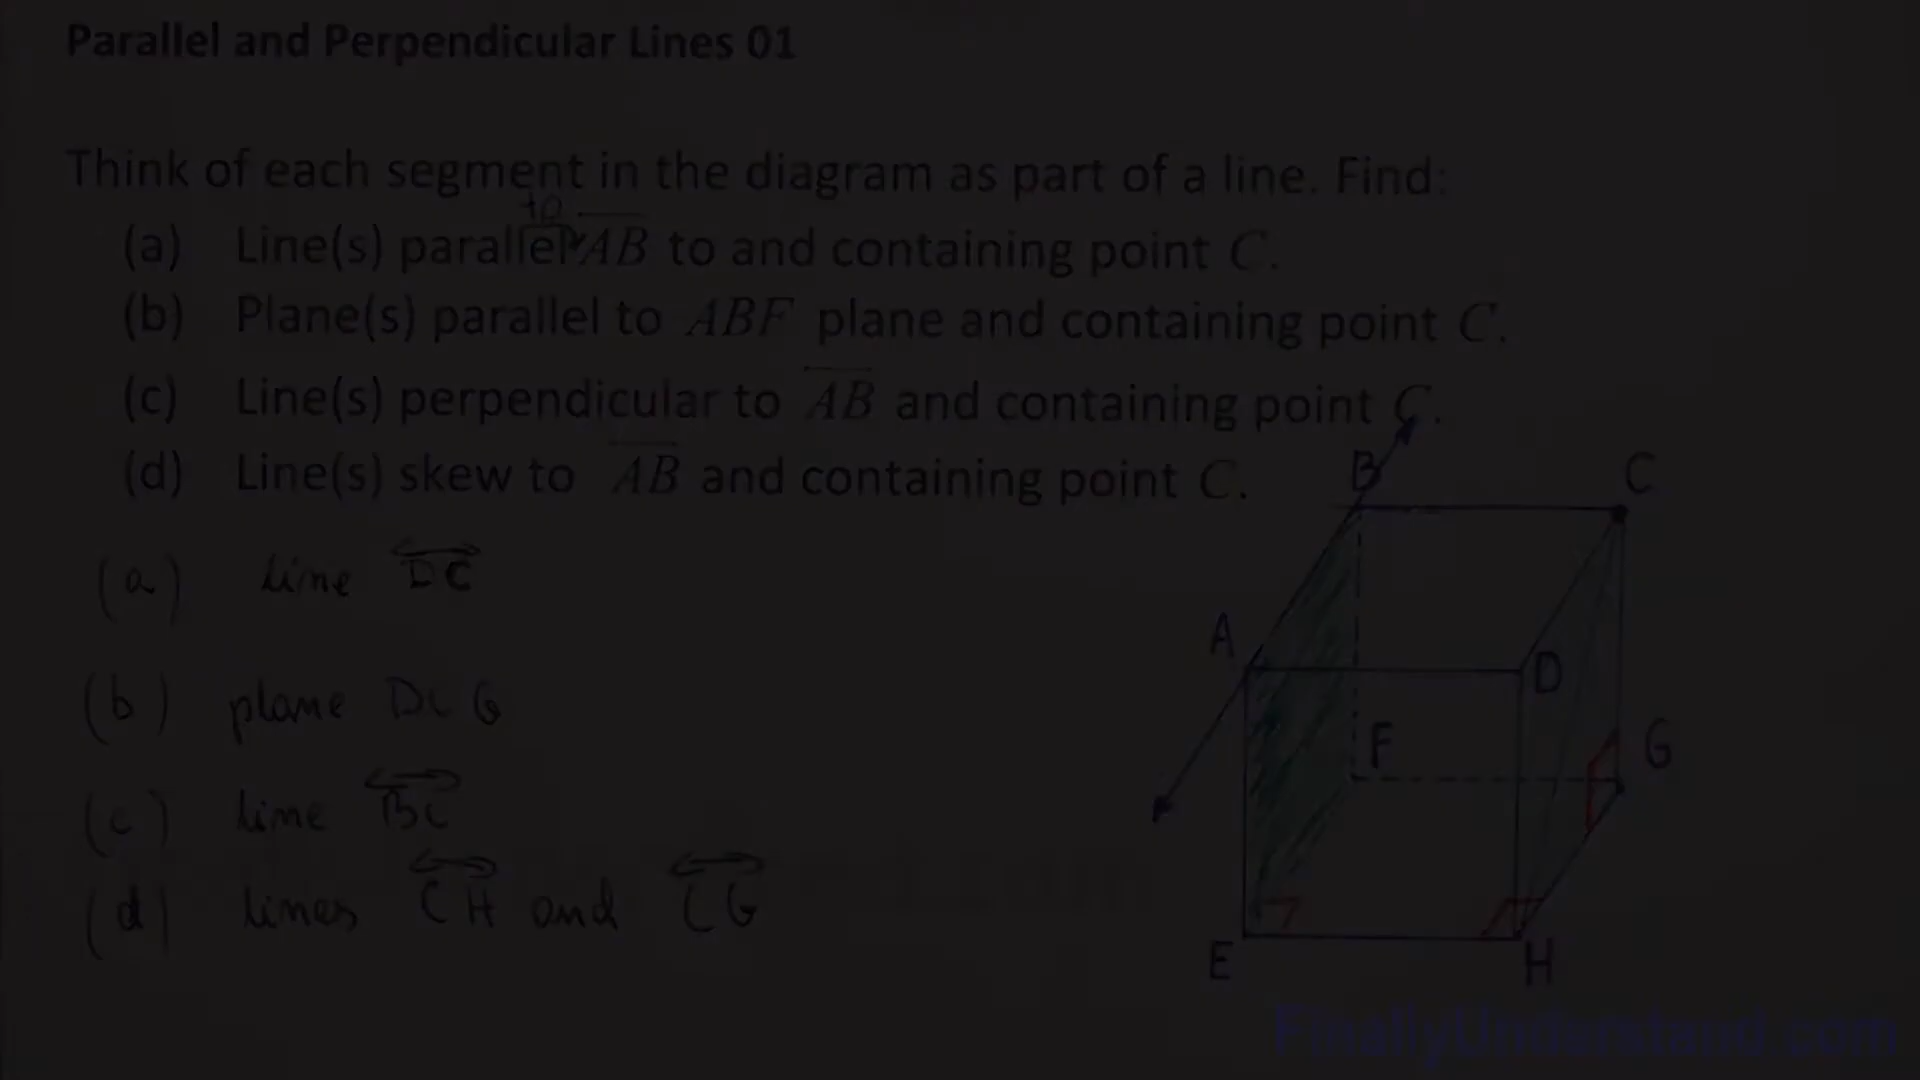 Parallel and Perpendicular Lines 01
Think of each segment in the diagram as part of a line. Find:
to
(a) Line(s) parallel AB to and containing point C.
(b) Plane(s) parallel to ABF plane and containing point C.
(c) Line(s) perpendicular to AB and containing point C.
(d) Line(s) skew to AB and containing point C.
(a) line DC
(b) plane DCG
(c) line BC
(d) lines CH and CG
B C
A D
F G
E H
FinallyUnderstand.com